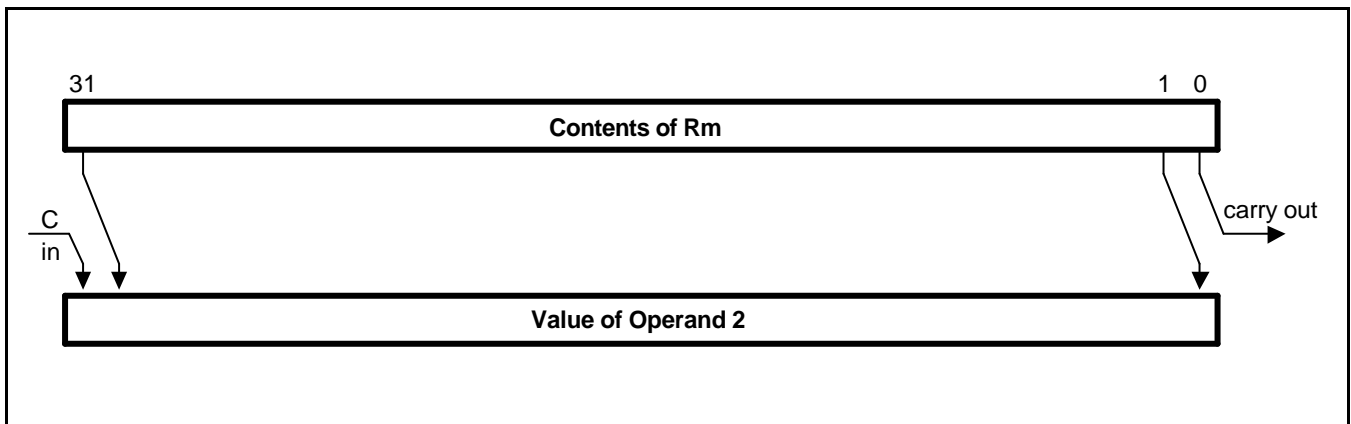 31
1 0
Contents of Rm
C
in
carry out
Value of Operand 2